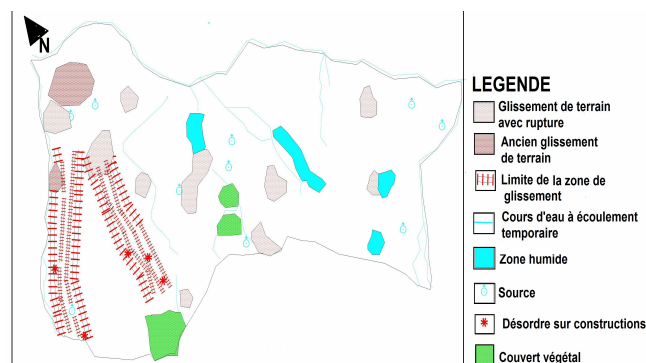 N
LEGENDE
Glissement de terrain
avec rupture
Ancien glissement
de terrain
Limite de la zone de
glissement
Cours d'eau à écoulement
temporaire
Zone humide
Source
Désordre sur constructions
Couvert végétal